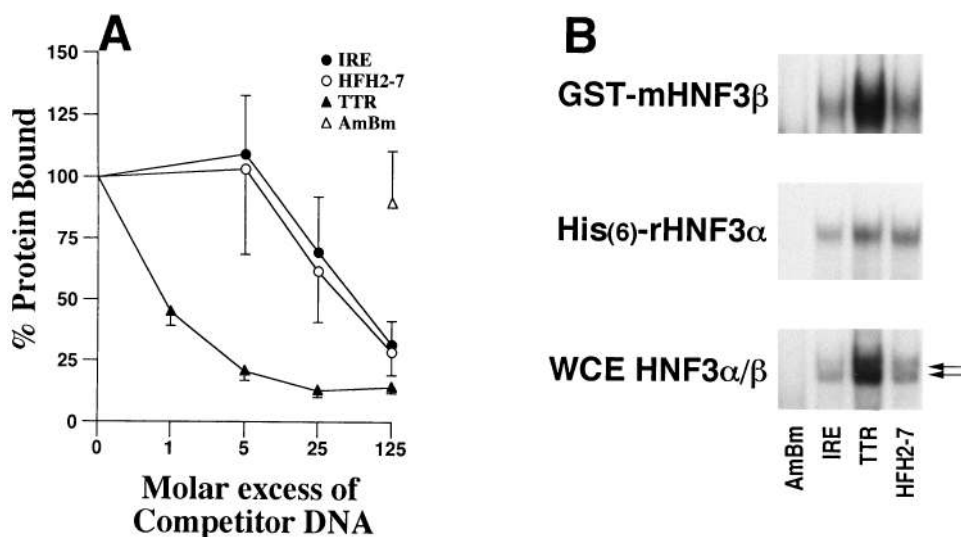 A
IRE
HFH2-7
TTR
AmBm
% Protein Bound
150
125
100
75
50
25
0
0 1 5 25 125
Molar excess of
Competitor DNA
B
GST-mHNF3β
His(6)-rHNF3α
WCE HNF3α/β
AmBm
IRE
TTR
HFH2-7